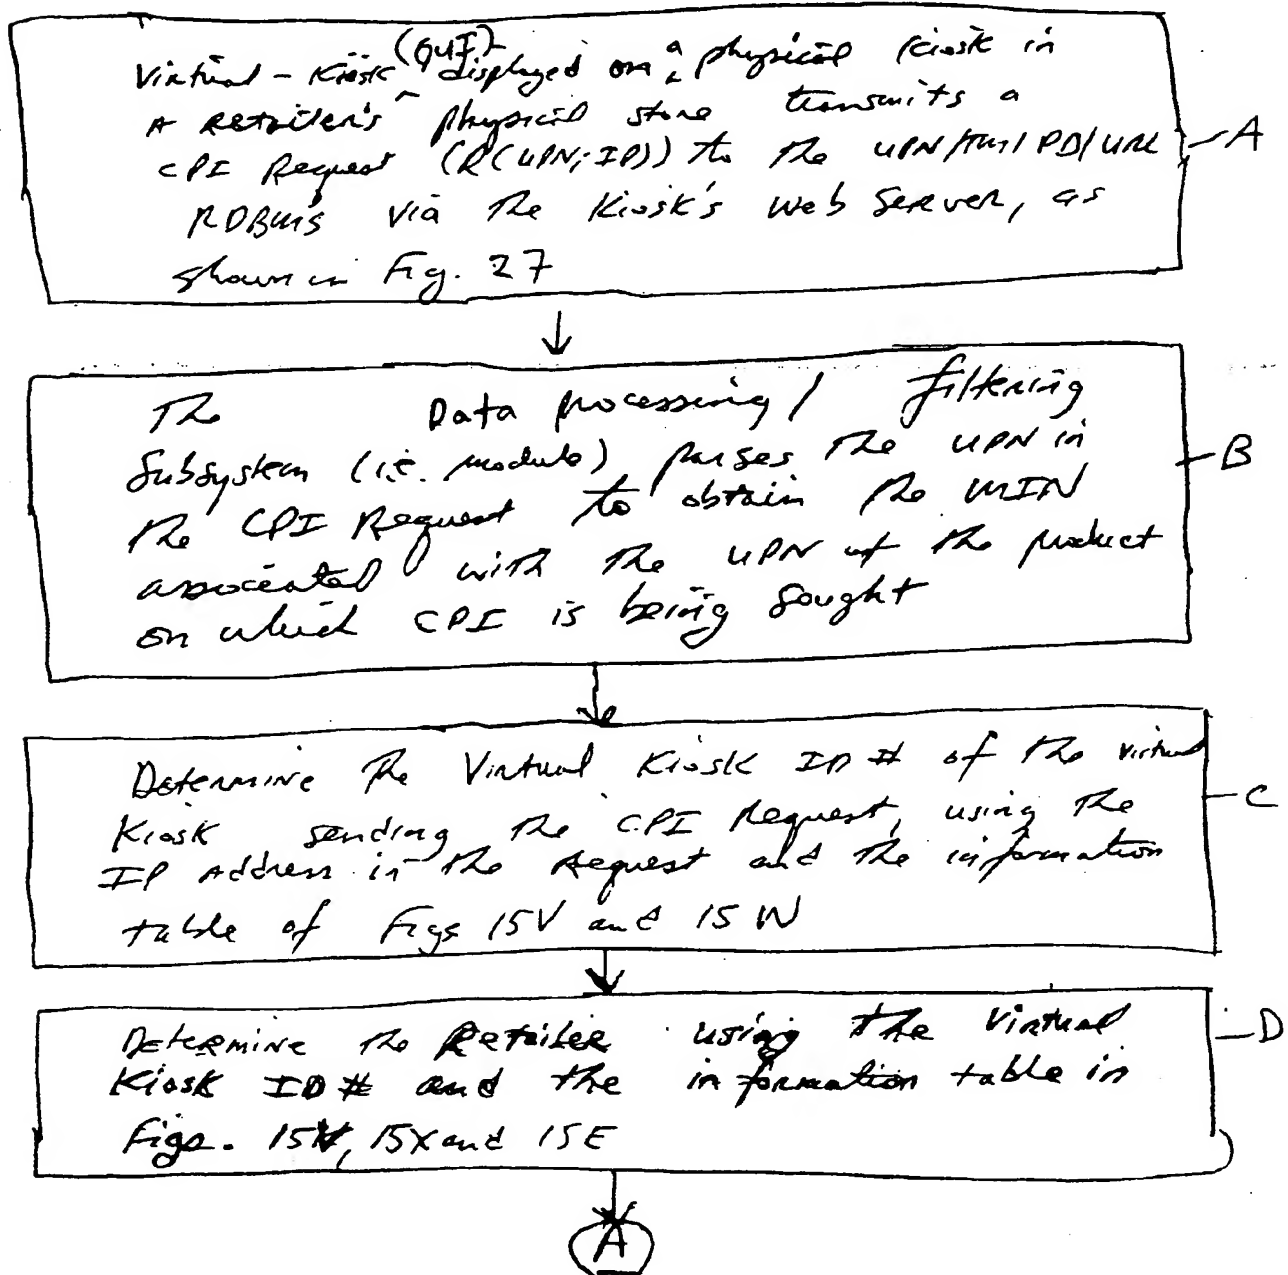 (GUI)
Virtual-Kiosk ^ displayed on ^a physical kiosk in
A Retailer's physical store transmits a
CPI Request (R(UPN;IP)) to the UPN/TM/PD/URL
RDBMS via the Kiosk's web server, as
shown in Fig. 27
A
The Data processing/filtering
Subsystem (i.e. module) parses the UPN in
the CPI Request to obtain the MIN
associated with the UPN of the product
on which CPI is being sought
B
Determine the Virtual Kiosk ID # of the virtual
Kiosk sending the CPI Request, using the
IP Address in the Request and the information
table of Figs 15V and 15W
C
Determine the Retailer using the Virtual
Kiosk ID # and the information table in
Figs. 15W, 15X and 15E
D
A